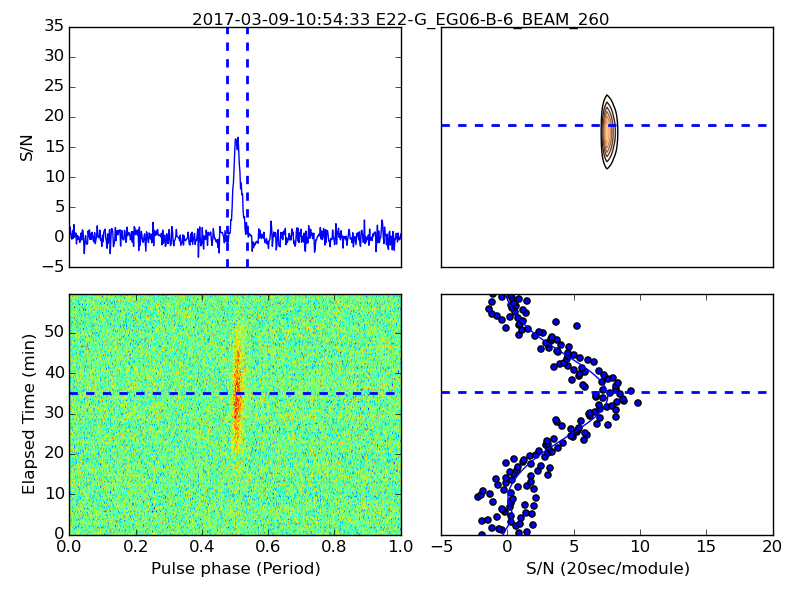 2017-03-09-10:54:33 E22-G_EG06-B-6_BEAM_260
35
30
25
20
15
10
5
0
−5
S/N
50
40
30
20
10
0
Elapsed Time (min)
0.0 0.2 0.4 0.6 0.8 1.0
Pulse phase (Period)
−5 0 5 10 15 20
S/N (20sec/module)